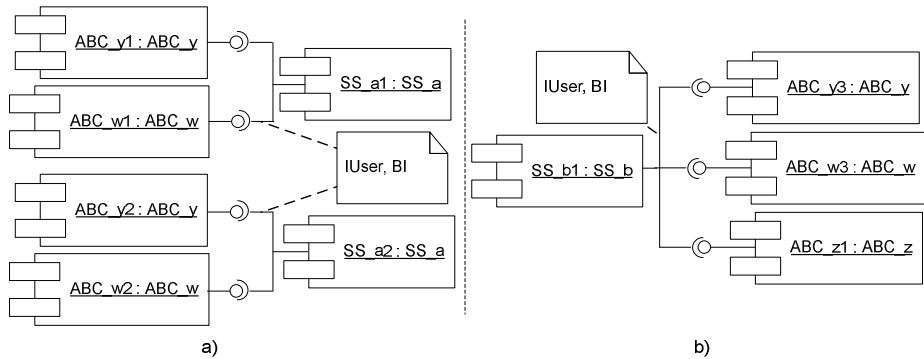 ABC_y1 : ABC_y
SS_a1 : SS_a
ABC_w1 : ABC_w
IUser, BI
ABC_y2 : ABC_y
SS_a2 : SS_a
ABC_w2 : ABC_w
a)
IUser, BI
ABC_y3 : ABC_y
SS_b1 : SS_b
ABC_w3 : ABC_w
ABC_z1 : ABC_z
b)